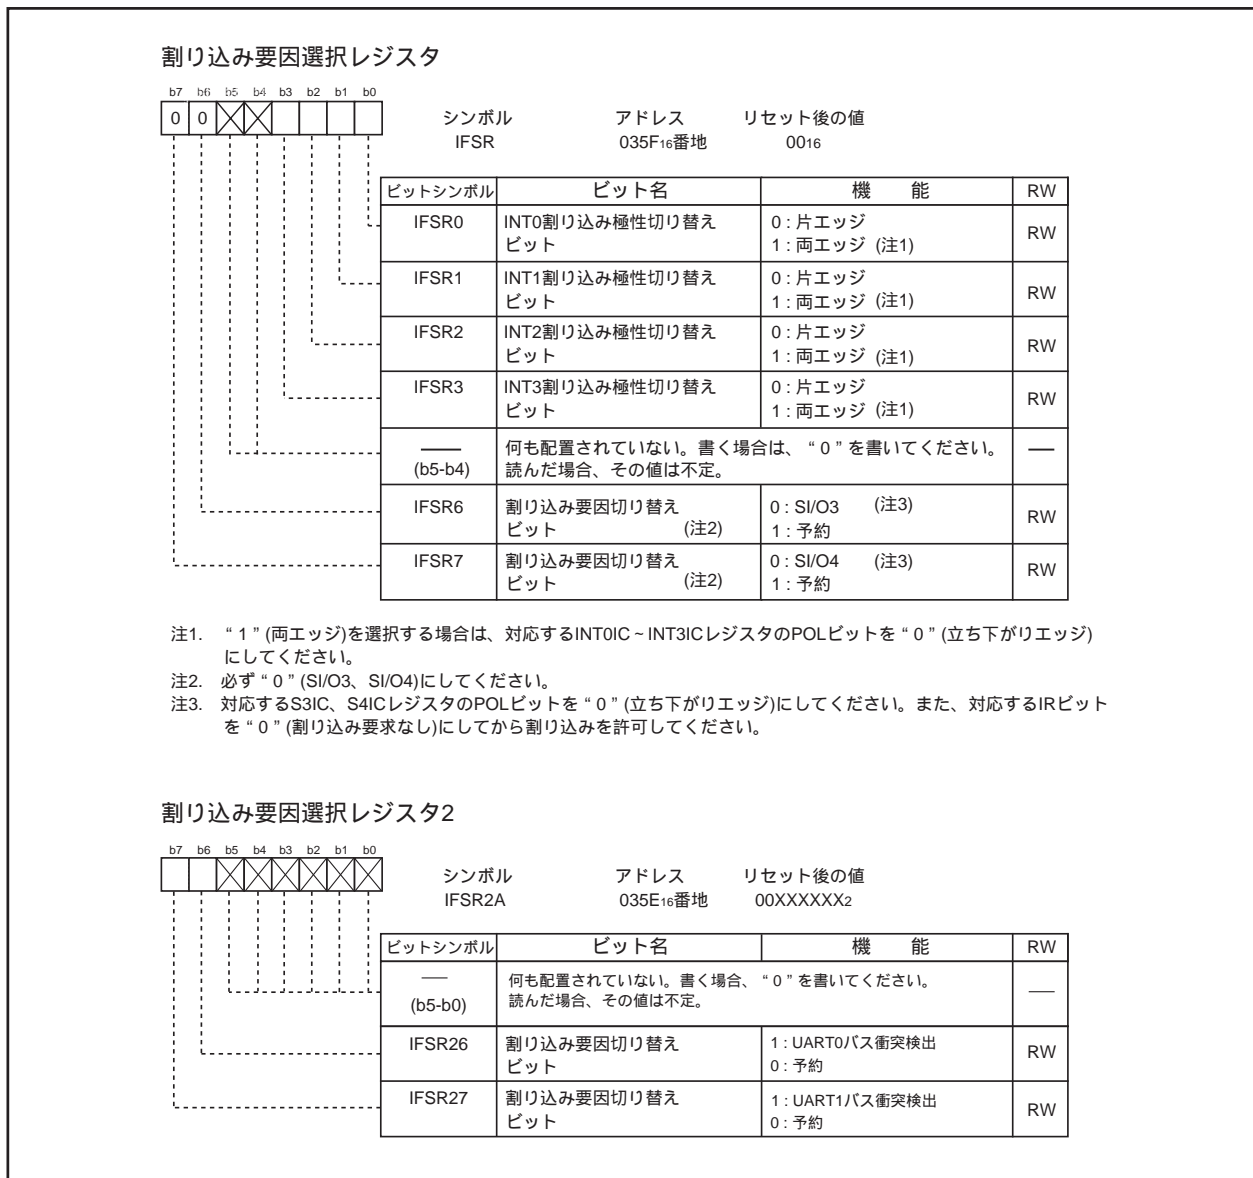 割り込み要因選択レジスタ
b7 b6 b5 b4 b3 b2 b1 b0
0 0
シンボル アドレス リセット後の値
IFSR 035F16番地 0016
ビットシンボル ビット名 機 能 RW
IFSR0 INT0割り込み極性切り替え 0 : 片エッジ RW
ビット 1 : 両エッジ (注1)
IFSR1 INT1割り込み極性切り替え 0 : 片エッジ RW
ビット 1 : 両エッジ (注1)
IFSR2 INT2割り込み極性切り替え 0 : 片エッジ RW
ビット 1 : 両エッジ (注1)
IFSR3 INT3割り込み極性切り替え 0 : 片エッジ RW
ビット 1 : 両エッジ (注1)
— 何も配置されていない。書く場合は、“ 0 ” を書いてください。 —
(b5-b4) 読んだ場合、その値は不定。
IFSR6 割り込み要因切り替え 0 : SI/O3 (注3) RW
ビット (注2) 1 : 予約
IFSR7 割り込み要因切り替え 0 : SI/O4 (注3) RW
ビット (注2) 1 : 予約
注1. “ 1 ” (両エッジ)を選択する場合は、対応するINT0IC ~ INT3ICレジスタのPOLビットを “ 0 ” (立ち下がりエッジ)
にしてください。
注2. 必ず “ 0 ” (SI/O3、SI/O4)にしてください。
注3. 対応するS3IC、S4ICレジスタのPOLビットを “ 0 ” (立ち下がりエッジ)にしてください。また、対応するIRビット
を “ 0 ” (割り込み要求なし)にしてから割り込みを許可してください。
割り込み要因選択レジスタ2
b7 b6 b5 b4 b3 b2 b1 b0
シンボル アドレス リセット後の値
IFSR2A 035E16番地 00XXXXXX2
ビットシンボル ビット名 機 能 RW
— 何も配置されていない。書く場合、“ 0 ” を書いてください。 —
(b5-b0) 読んだ場合、その値は不定。
IFSR26 割り込み要因切り替え 1 : UART0バス衝突検出 RW
ビット 0 : 予約
IFSR27 割り込み要因切り替え 1 : UART1バス衝突検出 RW
ビット 0 : 予約